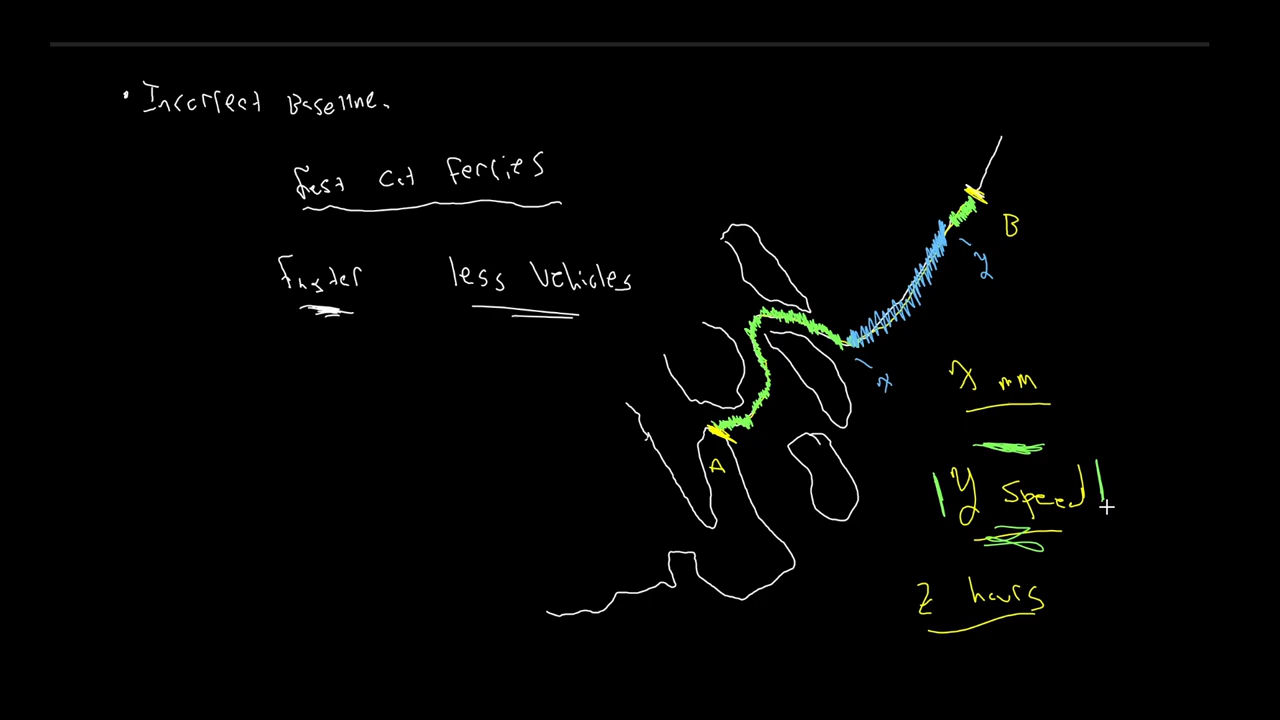 • Incorrect Baseline.
fast cat ferries
Faster less vehicles
B
y
x
X nm
A
Y speed
Z hours